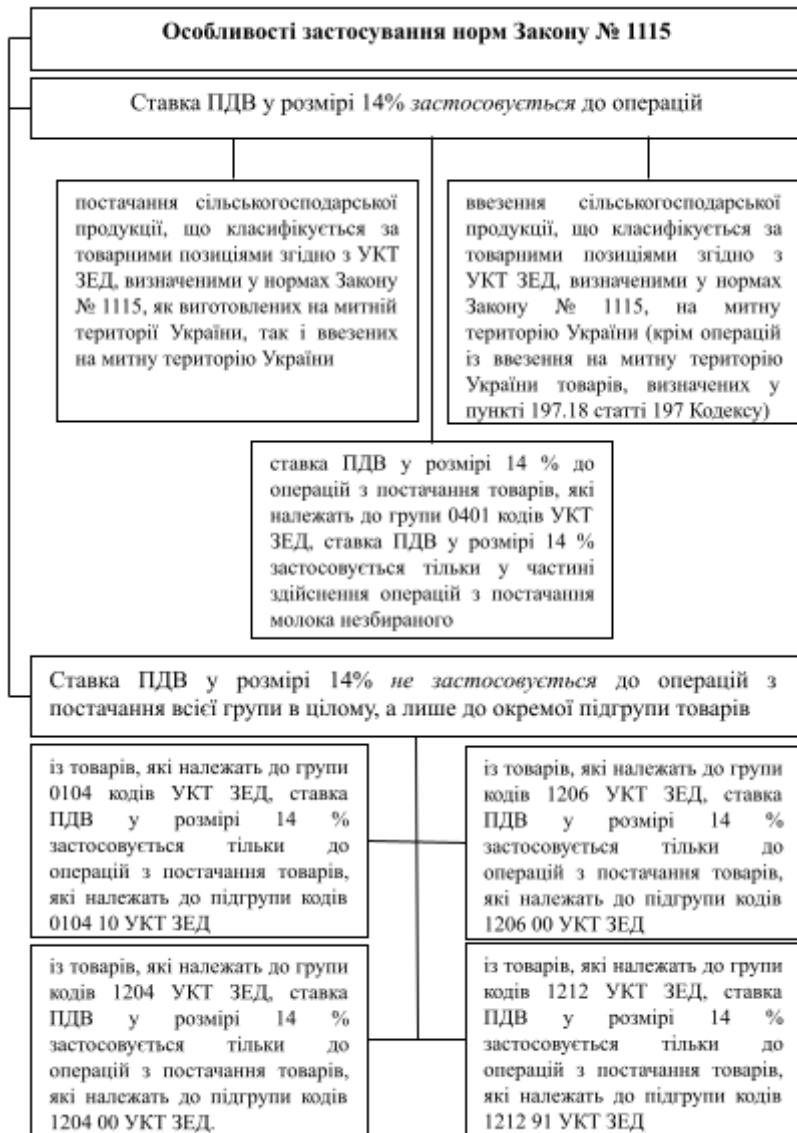 Особливості застосування норм Закону № 1115
Ставка ПДВ у розмірі 14% застосовується до операцій
постачання сільськогосподарської
продукції, що класифікується за
товарними позиціями згідно з УКТ
ЗЕД, визначеними у нормах Закону
№ 1115, як виготовлених на митній
території України, так і ввезених
на митну територію України
ввезення сільськогосподарської
продукції, що класифікується за
товарними позиціями згідно з
УКТ ЗЕД, визначеними у нормах
Закону № 1115, на митну
територію України (крім операцій
із ввезення на митну територію
України товарів, визначених у
пункті 197.18 статті 197 Кодексу)
ставка ПДВ у розмірі 14 % до
операцій з постачання товарів, які
належать до групи 0401 кодів УКТ
ЗЕД, ставка ПДВ у розмірі 14 %
застосовується тільки у частині
здійснення операцій з постачання
молока незбираного
Ставка ПДВ у розмірі 14% не застосовується до операцій з
постачання всієї групи в цілому, а лише до окремої підгрупи товарів
із товарів, які належать до групи
0104 кодів УКТ ЗЕД, ставка
ПДВ у розмірі 14 %
застосовується тільки до
операцій з постачання товарів,
які належать до підгрупи кодів
0104 10 УКТ ЗЕД
із товарів, які належать до групи
кодів 1206 УКТ ЗЕД, ставка
ПДВ у розмірі 14 %
застосовується тільки до
операцій з постачання товарів,
які належать до підгрупи кодів
1206 00 УКТ ЗЕД
із товарів, які належать до групи
кодів 1204 УКТ ЗЕД, ставка
ПДВ у розмірі 14 %
застосовується тільки до
операцій з постачання товарів,
які належать до підгрупи кодів
1204 00 УКТ ЗЕД.
із товарів, які належать до групи
кодів 1212 УКТ ЗЕД, ставка
ПДВ у розмірі 14 %
застосовується тільки до
операцій з постачання товарів,
які належать до підгрупи кодів
1212 91 УКТ ЗЕД